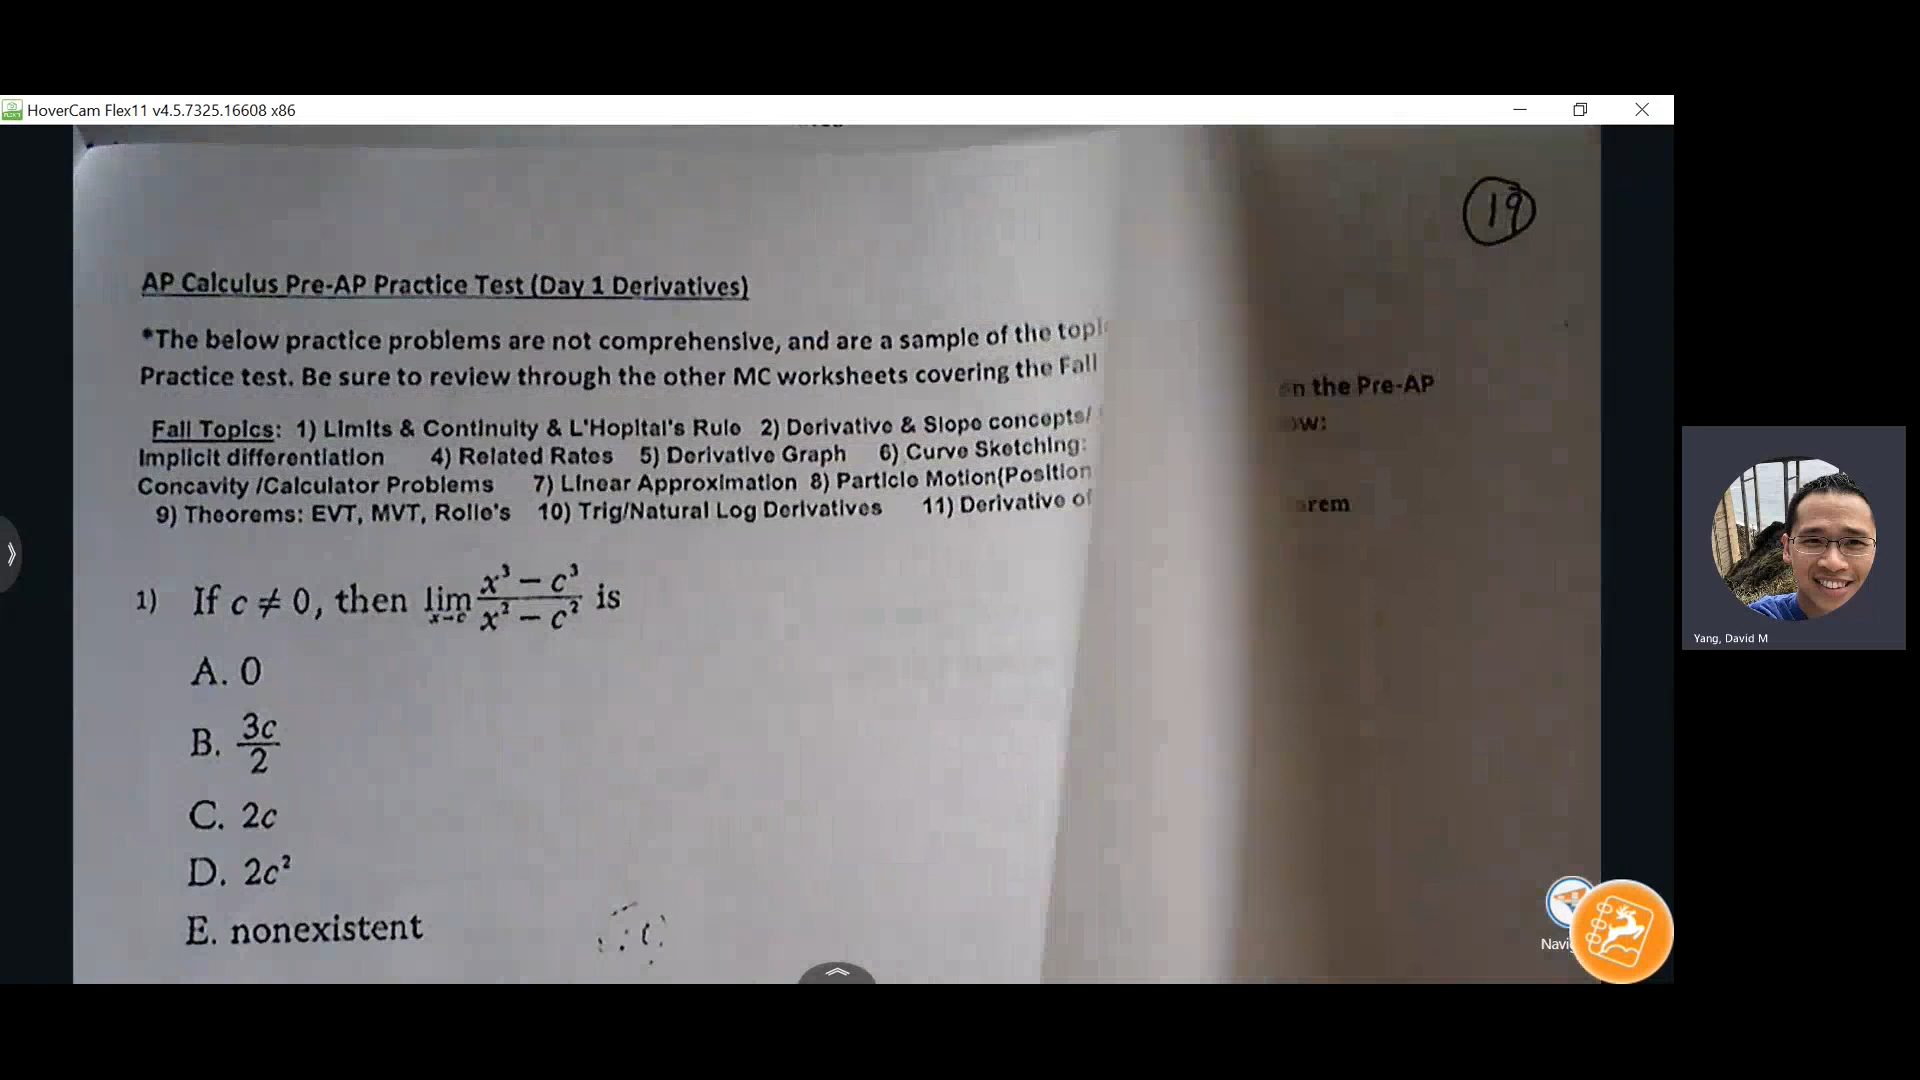 HoverCam Flex11 v4.5.7325.16608 x86
19
AP Calculus Pre-AP Practice Test (Day 1 Derivatives)
*The below practice problems are not comprehensive, and are a sample of the
on the Pre-AP
Practice test. Be sure to review through the other MC worksheets covering the Fall
Fall Topics: 1) Limits & Continuity & L'Hopital's Rule 2) Derivative & Slope concepts/
Implicit differentiation 4) Related Rates 5) Derivative Graph 6) Curve Sketching:
Concavity /Calculator Problems 7) Linear Approximation 8) Particle Motion(Position
9) Theorems: EVT, MVT, Rolle's 10) Trig/Natural Log Derivatives 11) Derivative of
1) If c ≠ 0, then lim x→c (x³ − c³)/(x² − c²) is
A. 0
B. 3c/2
C. 2c
D. 2c²
E. nonexistent
Yang, David M